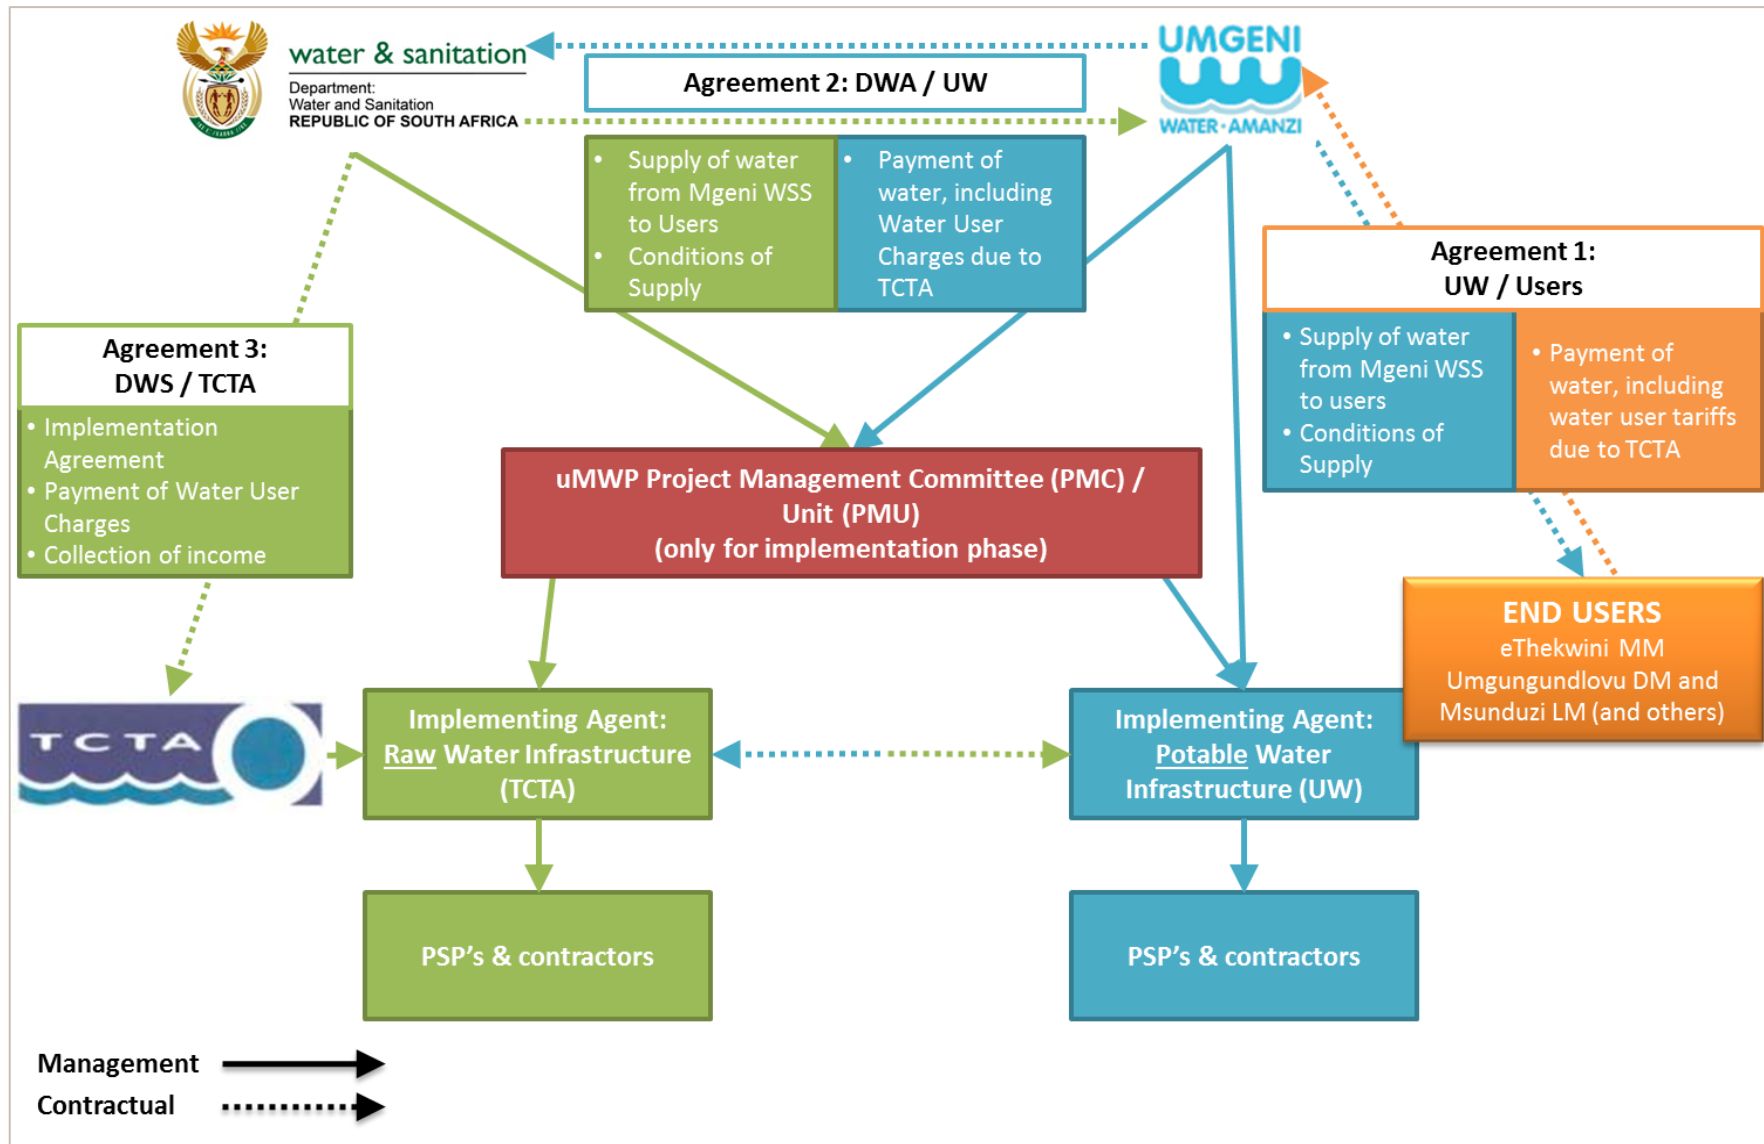 water & sanitation
Department:
Water and Sanitation
REPUBLIC OF SOUTH AFRICA
UMGENI
WATER · AMANZI
Agreement 2: DWA / UW
• Supply of water
from Mgeni WSS
to Users
• Conditions of
Supply
• Payment of
water, including
Water User
Charges due to
TCTA
Agreement 1:
UW / Users
• Supply of water
from Mgeni WSS
to users
• Conditions of
Supply
• Payment of
water, including
water user tariffs
due to TCTA
Agreement 3:
DWS / TCTA
• Implementation
Agreement
• Payment of Water User
Charges
• Collection of income
uMWP Project Management Committee (PMC) /
Unit (PMU)
(only for implementation phase)
END USERS
eThekwini MM
Umgungundlovu DM and
Msunduzi LM (and others)
TCTA
Implementing Agent:
Raw Water Infrastructure
(TCTA)
Implementing Agent:
Potable Water
Infrastructure (UW)
PSP's & contractors
PSP's & contractors
Management
Contractual